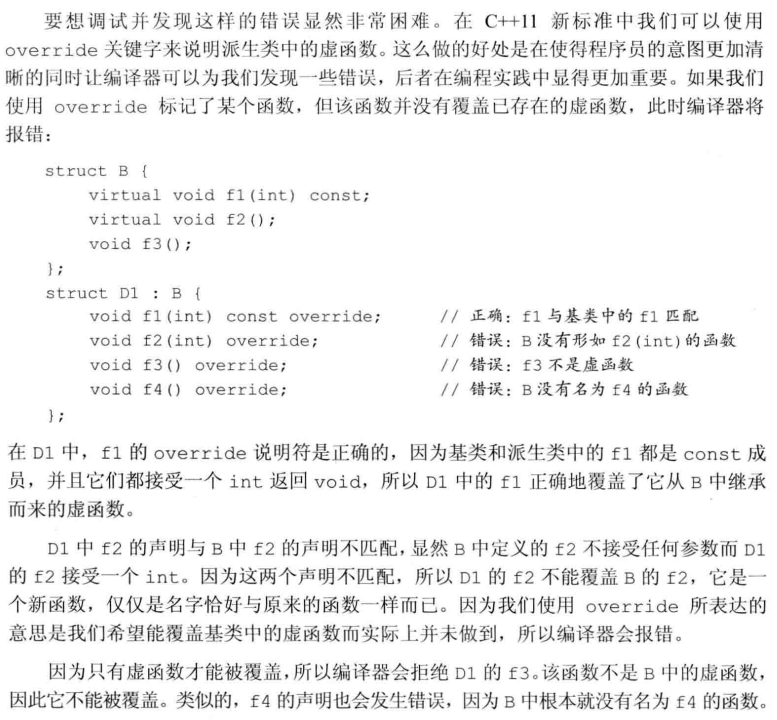 要想调试并发现这样的错误显然非常困难。在 C++11 新标准中我们可以使用
override 关键字来说明派生类中的虚函数。这么做的好处是在使得程序员的意图更加清
晰的同时让编译器可以为我们发现一些错误，后者在编程实践中显得更加重要。如果我们
使用 override 标记了某个函数，但该函数并没有覆盖已存在的虚函数，此时编译器将
报错：
struct B {
    virtual void f1(int) const;
    virtual void f2();
    void f3();
};
struct D1 : B {
    void f1(int) const override;    // 正确：f1 与基类中的 f1 匹配
    void f2(int) override;    // 错误：B 没有形如 f2(int)的函数
    void f3() override;    // 错误：f3 不是虚函数
    void f4() override;    // 错误：B 没有名为 f4 的函数
};
在 D1 中，f1 的 override 说明符是正确的，因为基类和派生类中的 f1 都是 const 成
员，并且它们都接受一个 int 返回 void，所以 D1 中的 f1 正确地覆盖了它从 B 中继承
而来的虚函数。
D1 中 f2 的声明与 B 中 f2 的声明不匹配，显然 B 中定义的 f2 不接受任何参数而 D1
的 f2 接受一个 int。因为这两个声明不匹配，所以 D1 的 f2 不能覆盖 B 的 f2，它是一
个新函数，仅仅是名字恰好与原来的函数一样而已。因为我们使用 override 所表达的
意思是我们希望能覆盖基类中的虚函数而实际上并未做到，所以编译器会报错。
因为只有虚函数才能被覆盖，所以编译器会拒绝 D1 的 f3。该函数不是 B 中的虚函数，
因此它不能被覆盖。类似的，f4 的声明也会发生错误，因为 B 中根本就没有名为 f4 的函数。